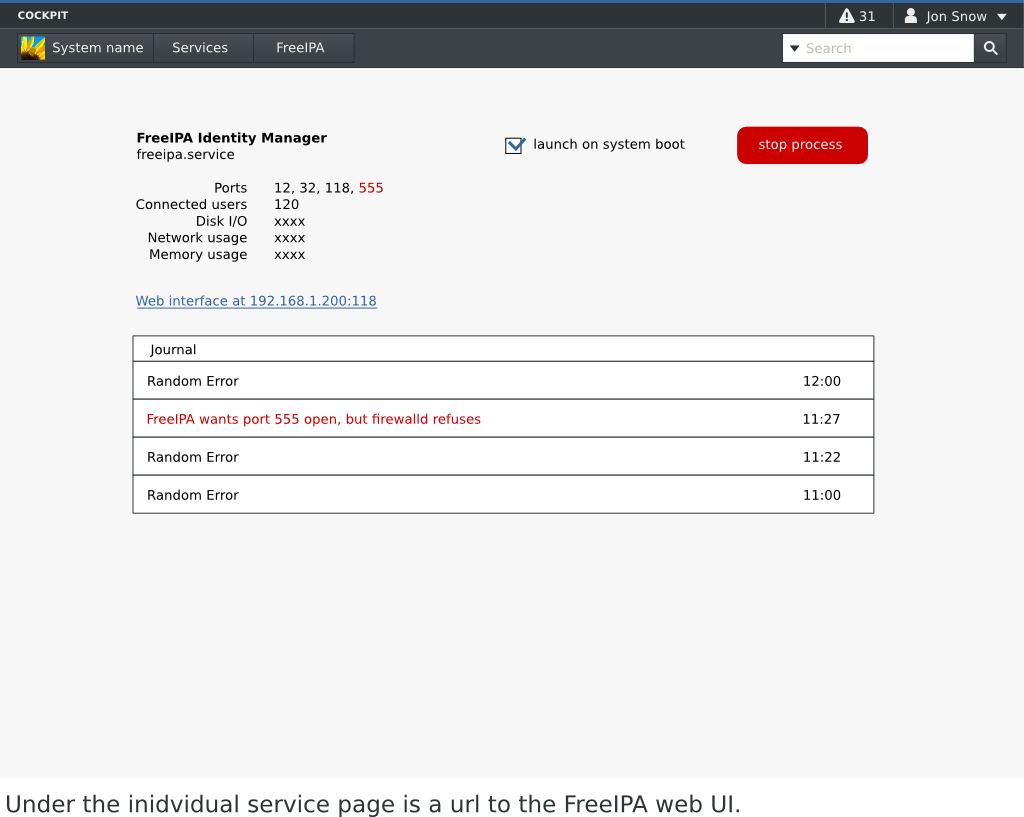 COCKPIT
31
Jon Snow
System name
Services
FreeIPA
Search
FreeIPA Identity Manager
freeipa.service
launch on system boot
stop process
Ports 12, 32, 118, 555
Connected users 120
Disk I/O xxxx
Network usage xxxx
Memory usage xxxx
Web interface at 192.168.1.200:118
Journal
Random Error 12:00
FreeIPA wants port 555 open, but firewalld refuses 11:27
Random Error 11:22
Random Error 11:00
Under the inidvidual service page is a url to the FreeIPA web UI.